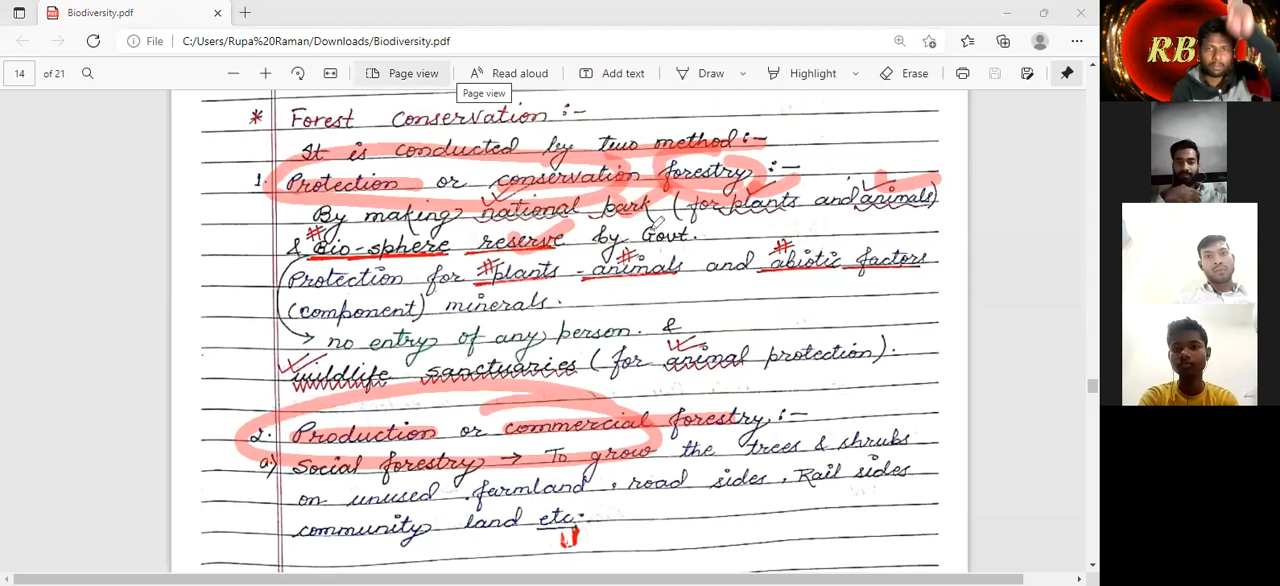 Biodiversity.pdf
File C:/Users/Rupa%20Raman/Downloads/Biodiversity.pdf
14 of 21 Page view Read aloud Add text Draw Highlight Erase
Page view
RB
* Forest Conservation :-
It is conducted by two method :-
1. Protection or conservation forestry :-
By making national park (for plants and animals)
& Bio-sphere reserve by Govt.
Protection for #plants - animals and abiotic factors
(component) minerals.
→ no entry of any person. &
wildlife sanctuaries (for animal protection).
2. Production or commercial forestry :-
a) Social forestry → To grow the trees & shrubs
on unused farmland, road sides, Rail sides
community land etc.